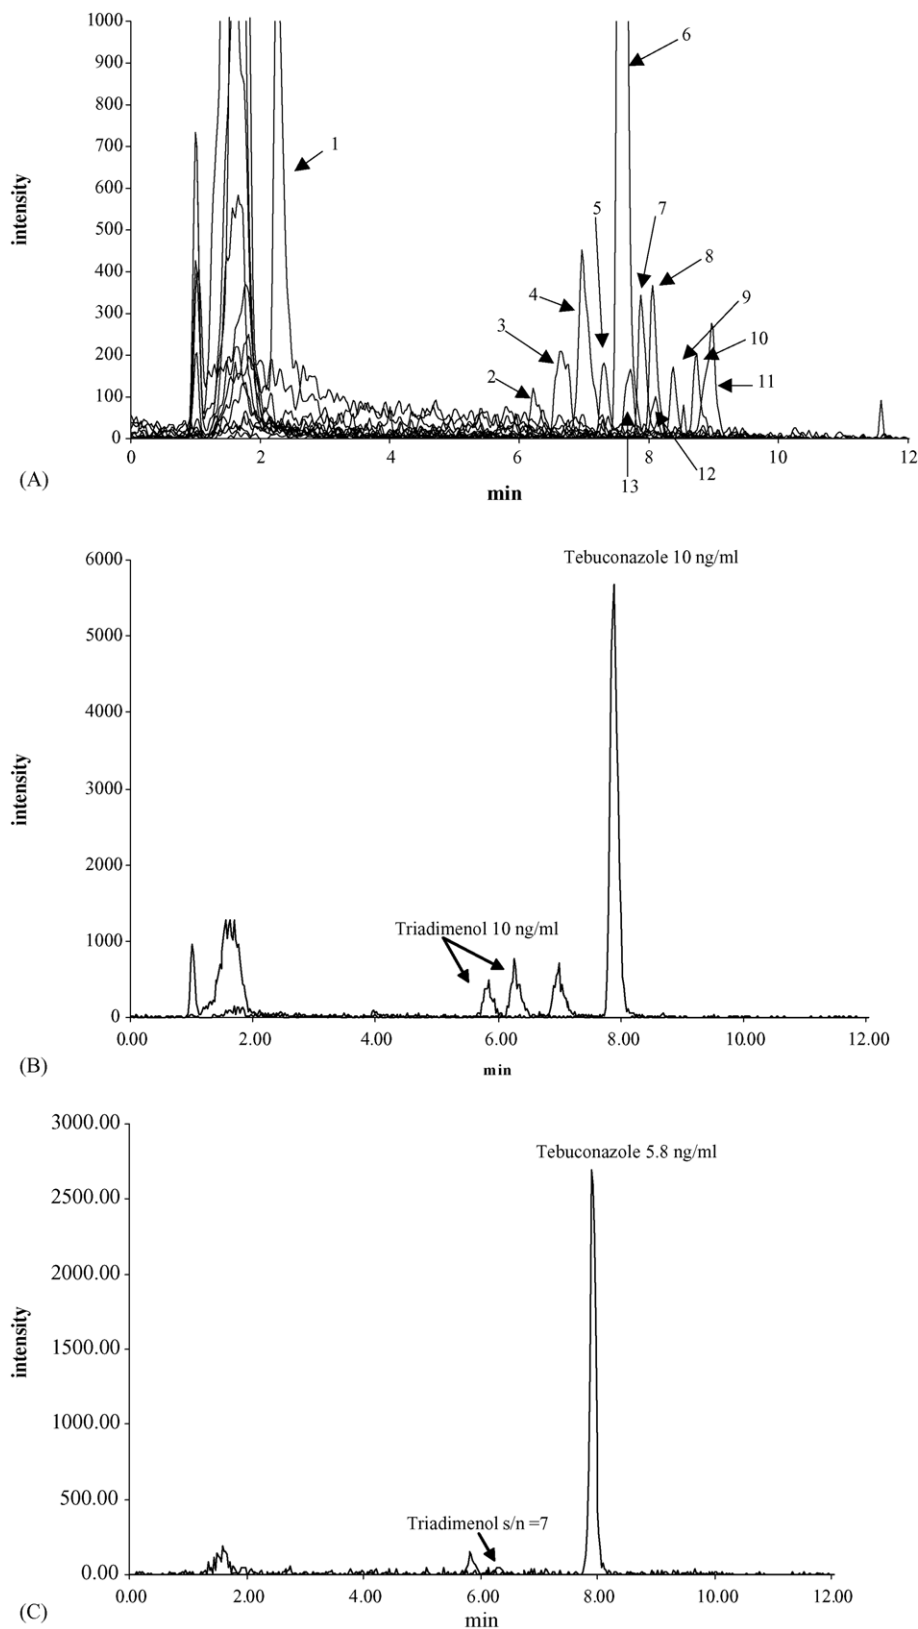 1000
900
800
700
600
500
400
300
200
100
0
intensity
1
2
3
4
5
6
7
8
9
10
11
12
13
0 2 4 6 8 10 12
min
(A)
Tebuconazole 10 ng/ml
6000
5000
4000
3000
2000
1000
0
intensity
Triadimenol 10 ng/ml
0.00 2.00 4.00 6.00 8.00 10.00 12.00
min
(B)
Tebuconazole 5.8 ng/ml
3000.00
2500.00
2000.00
1500.00
1000.00
500.00
0.00
intensity
Triadimenol s/n =7
0.00 2.00 4.00 6.00 8.00 10.00 12.00
min
(C)